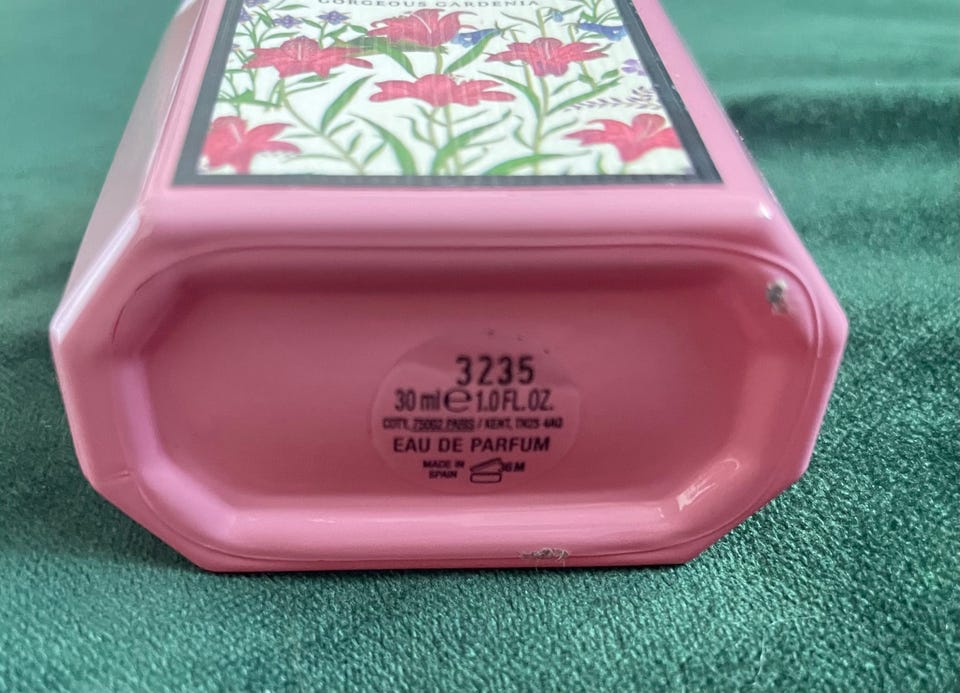 GORGEOUS GARDENIA
3235
30 ml ℮ 1.0 FL. OZ.
COTY, 75002 PARIS / KENT, TN25 4AQ
EAU DE PARFUM
MADE IN
SPAIN
36 M